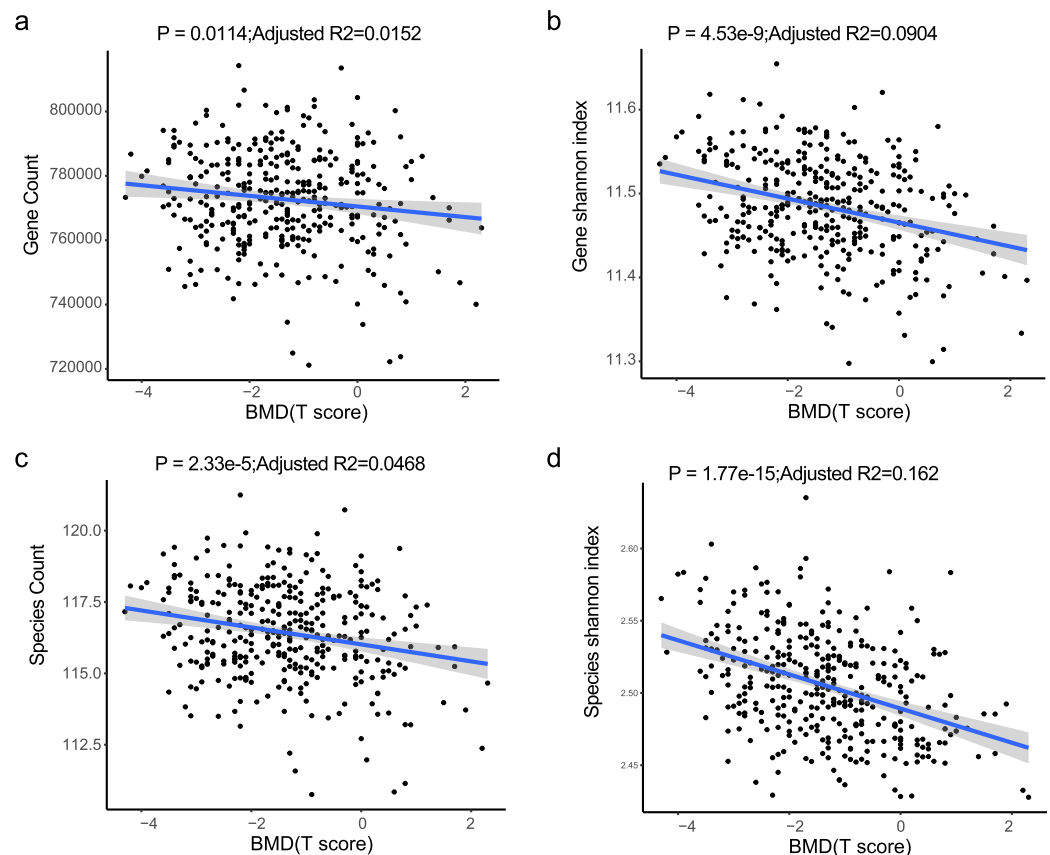 a
P = 0.0114;Adjusted R2=0.0152
Gene Count
800000
780000
760000
740000
720000
−4 −2 0 2
BMD(T score)
b
P = 4.53e-9;Adjusted R2=0.0904
Gene shannon index
11.6
11.5
11.4
11.3
−4 −2 0 2
BMD(T score)
c
P = 2.33e-5;Adjusted R2=0.0468
Species Count
120.0
117.5
115.0
112.5
−4 −2 0 2
BMD(T score)
d
P = 1.77e-15;Adjusted R2=0.162
Species shannon index
2.60
2.55
2.50
2.45
−4 −2 0 2
BMD(T score)